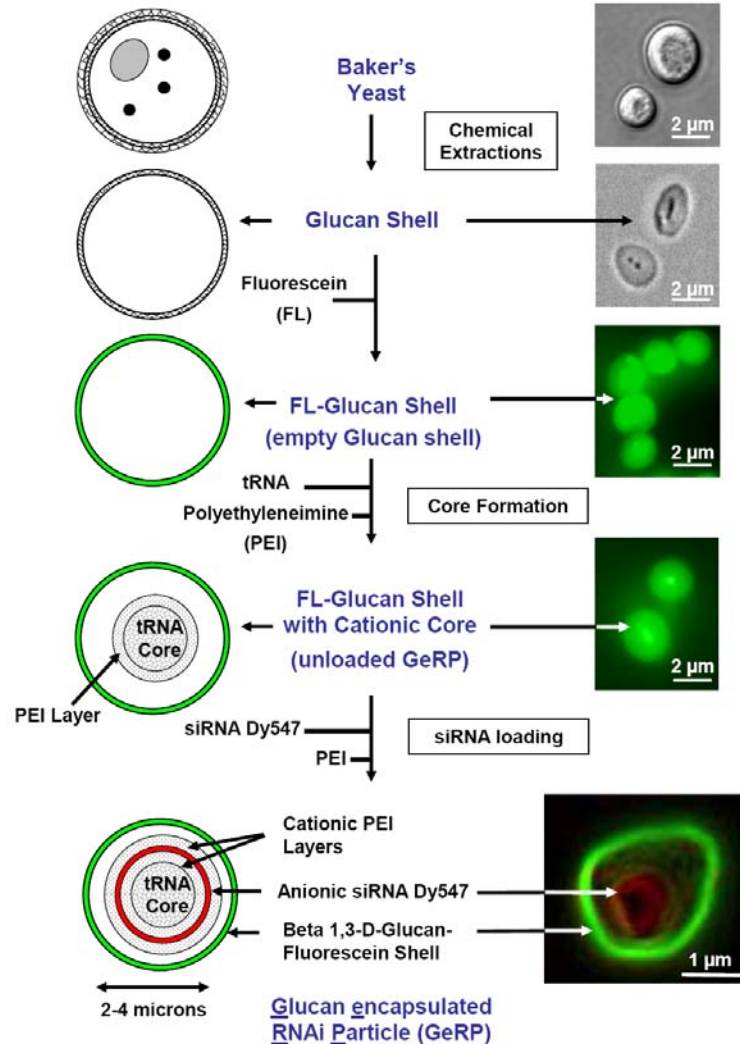 Baker's
Yeast
2 µm
Chemical
Extractions
Glucan Shell
2 µm
Fluorescein
(FL)
FL-Glucan Shell
(empty Glucan shell)
2 µm
tRNA
Polyethyleneimine
(PEI)
Core Formation
tRNA
Core
PEI Layer
FL-Glucan Shell
with Cationic Core
(unloaded GeRP)
2 µm
siRNA Dy547
PEI
siRNA loading
Cationic PEI
Layers
tRNA
Core
Anionic siRNA Dy547
Beta 1,3-D-Glucan-
Fluorescein Shell
1 µm
2-4 microns
Glucan encapsulated
RNAi Particle (GeRP)